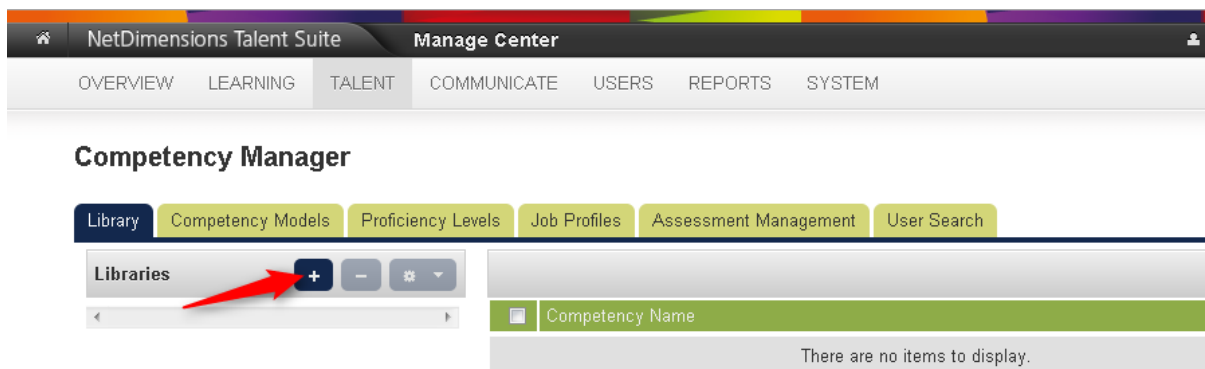 NetDimensions Talent Suite Manage Center
OVERVIEW LEARNING TALENT COMMUNICATE USERS REPORTS SYSTEM
Competency Manager
Library Competency Models Proficiency Levels Job Profiles Assessment Management User Search
Libraries + −
Competency Name
There are no items to display.